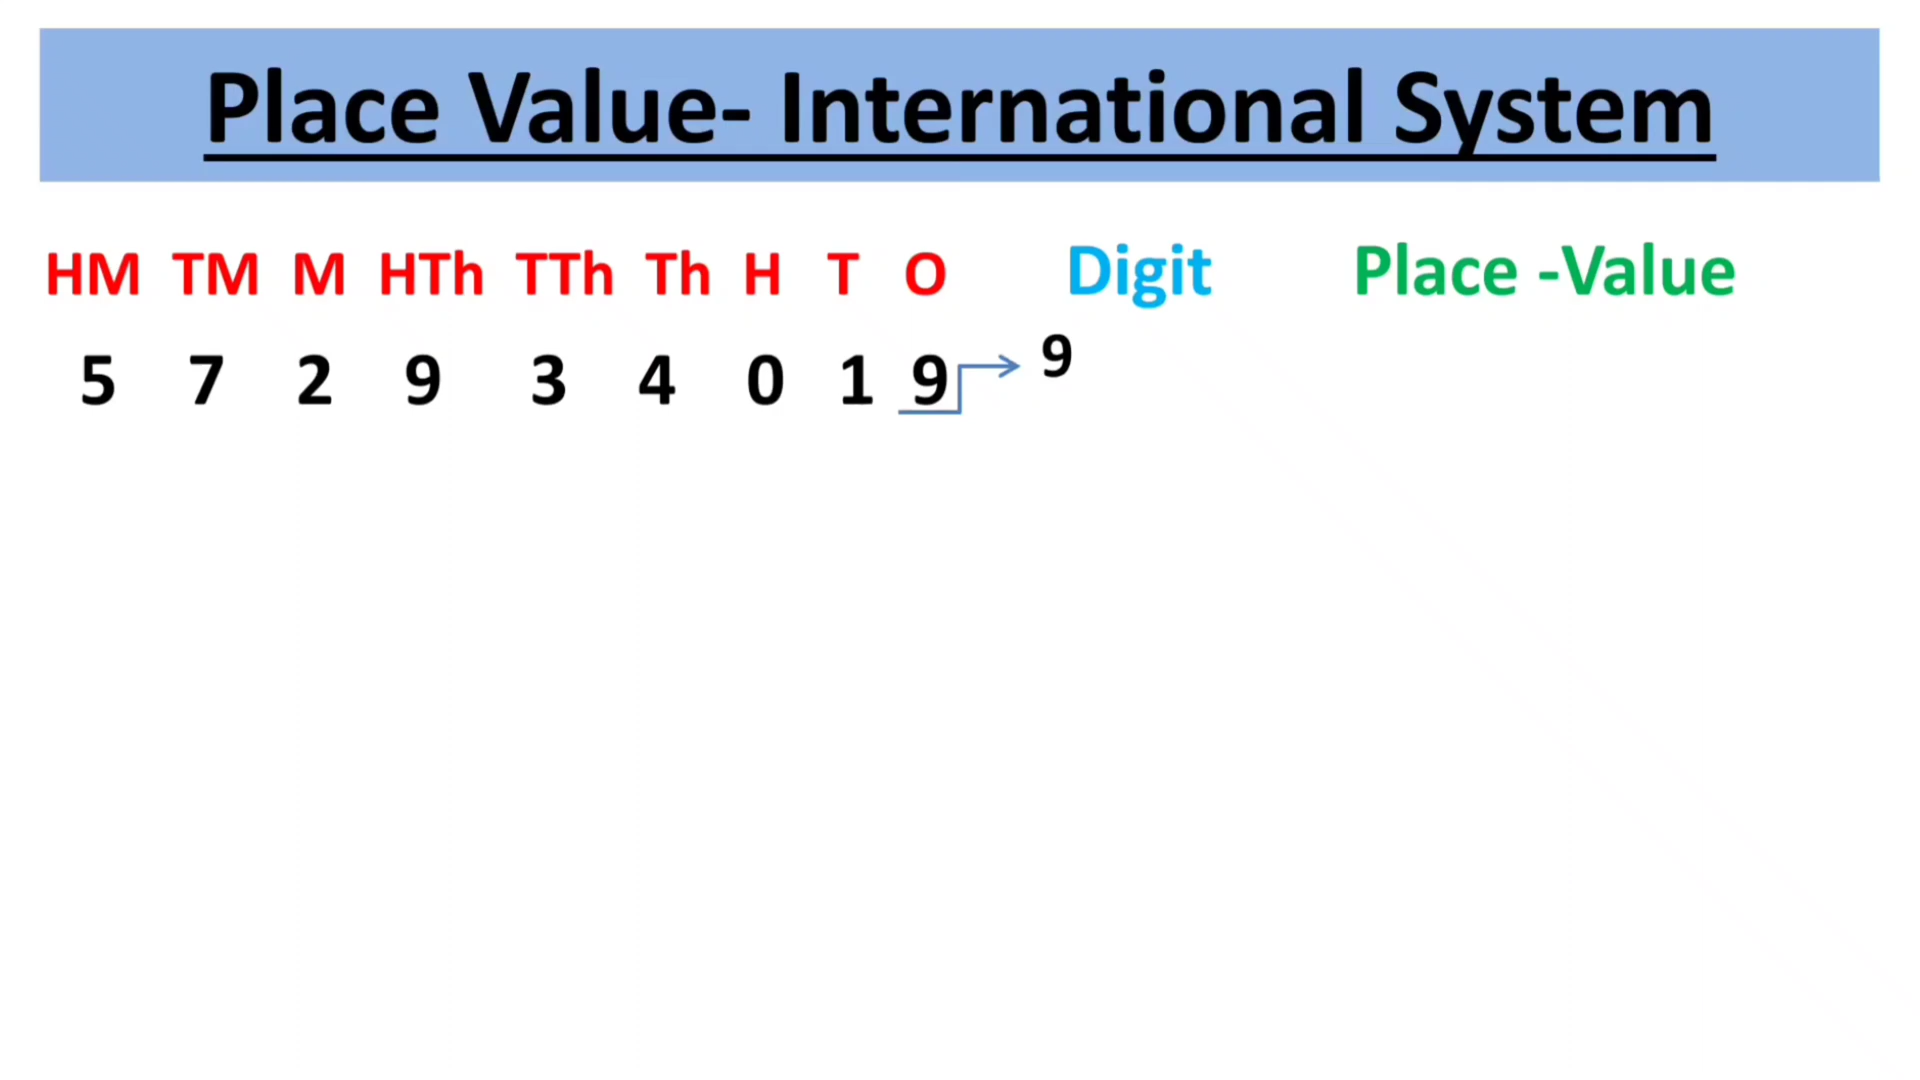 Place Value- International System
HM TM M HTh TTh Th H T O Digit Place -Value
5 7 2 9 3 4 0 1 9 9